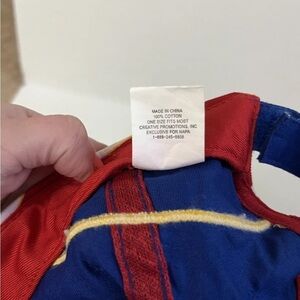 MADE IN CHINA
100% COTTON
ONE SIZE FITS MOST
CREATIVE PROMOTIONS, INC
EXCLUSIVE FOR NAPA